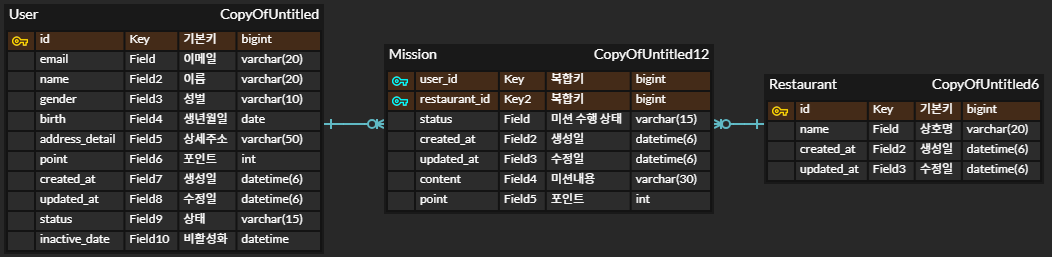 User CopyOfUntitled
id Key 기본키 bigint
email Field 이메일 varchar(20)
name Field2 이름 varchar(20)
gender Field3 성별 varchar(10)
birth Field4 생년월일 date
address_detail Field5 상세주소 varchar(50)
point Field6 포인트 int
created_at Field7 생성일 datetime(6)
updated_at Field8 수정일 datetime(6)
status Field9 상태 varchar(15)
inactive_date Field10 비활성화 datetime
Mission CopyOfUntitled12
user_id Key 복합키 bigint
restaurant_id Key2 복합키 bigint
status Field 미션 수행 상태 varchar(15)
created_at Field2 생성일 datetime(6)
updated_at Field3 수정일 datetime(6)
content Field4 미션내용 varchar(30)
point Field5 포인트 int
Restaurant CopyOfUntitled6
id Key 기본키 bigint
name Field 상호명 varchar(20)
created_at Field2 생성일 datetime(6)
updated_at Field3 수정일 datetime(6)